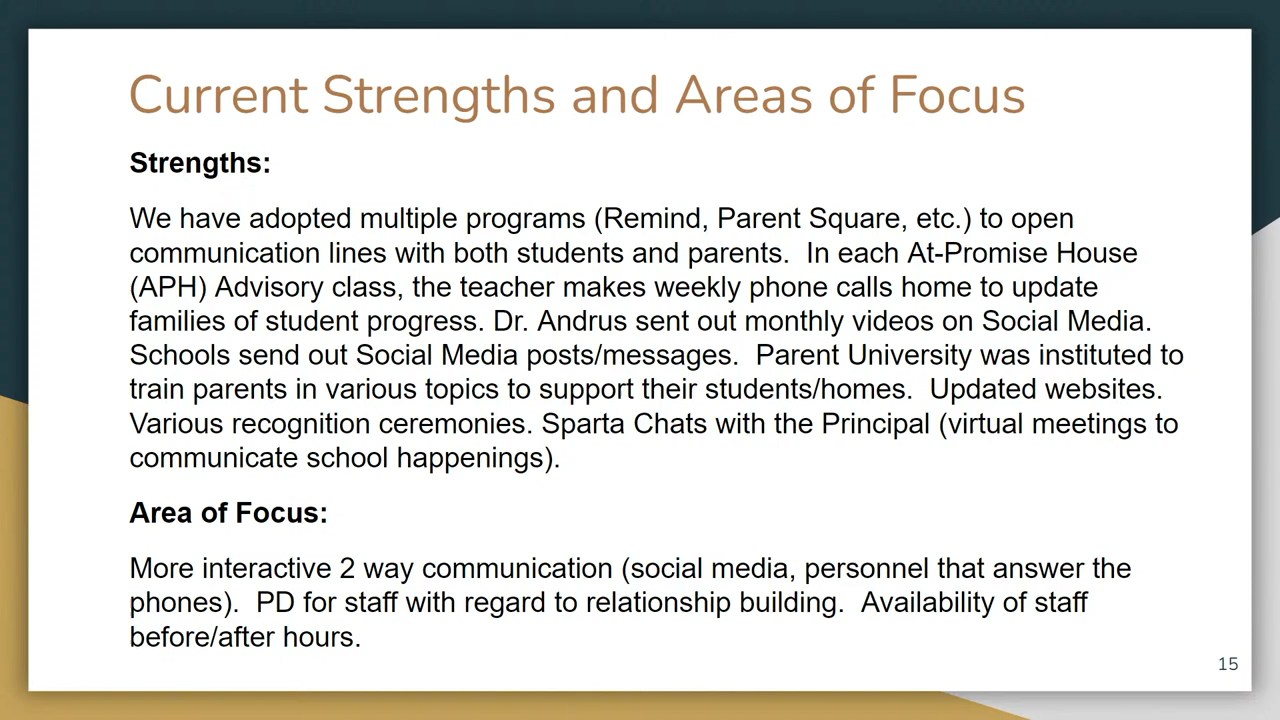 Current Strengths and Areas of Focus
Strengths:
We have adopted multiple programs (Remind, Parent Square, etc.) to open
communication lines with both students and parents.  In each At-Promise House
(APH) Advisory class, the teacher makes weekly phone calls home to update
families of student progress. Dr. Andrus sent out monthly videos on Social Media.
Schools send out Social Media posts/messages.  Parent University was instituted to
train parents in various topics to support their students/homes.  Updated websites.
Various recognition ceremonies. Sparta Chats with the Principal (virtual meetings to
communicate school happenings).
Area of Focus:
More interactive 2 way communication (social media, personnel that answer the
phones).  PD for staff with regard to relationship building.  Availability of staff
before/after hours.
15